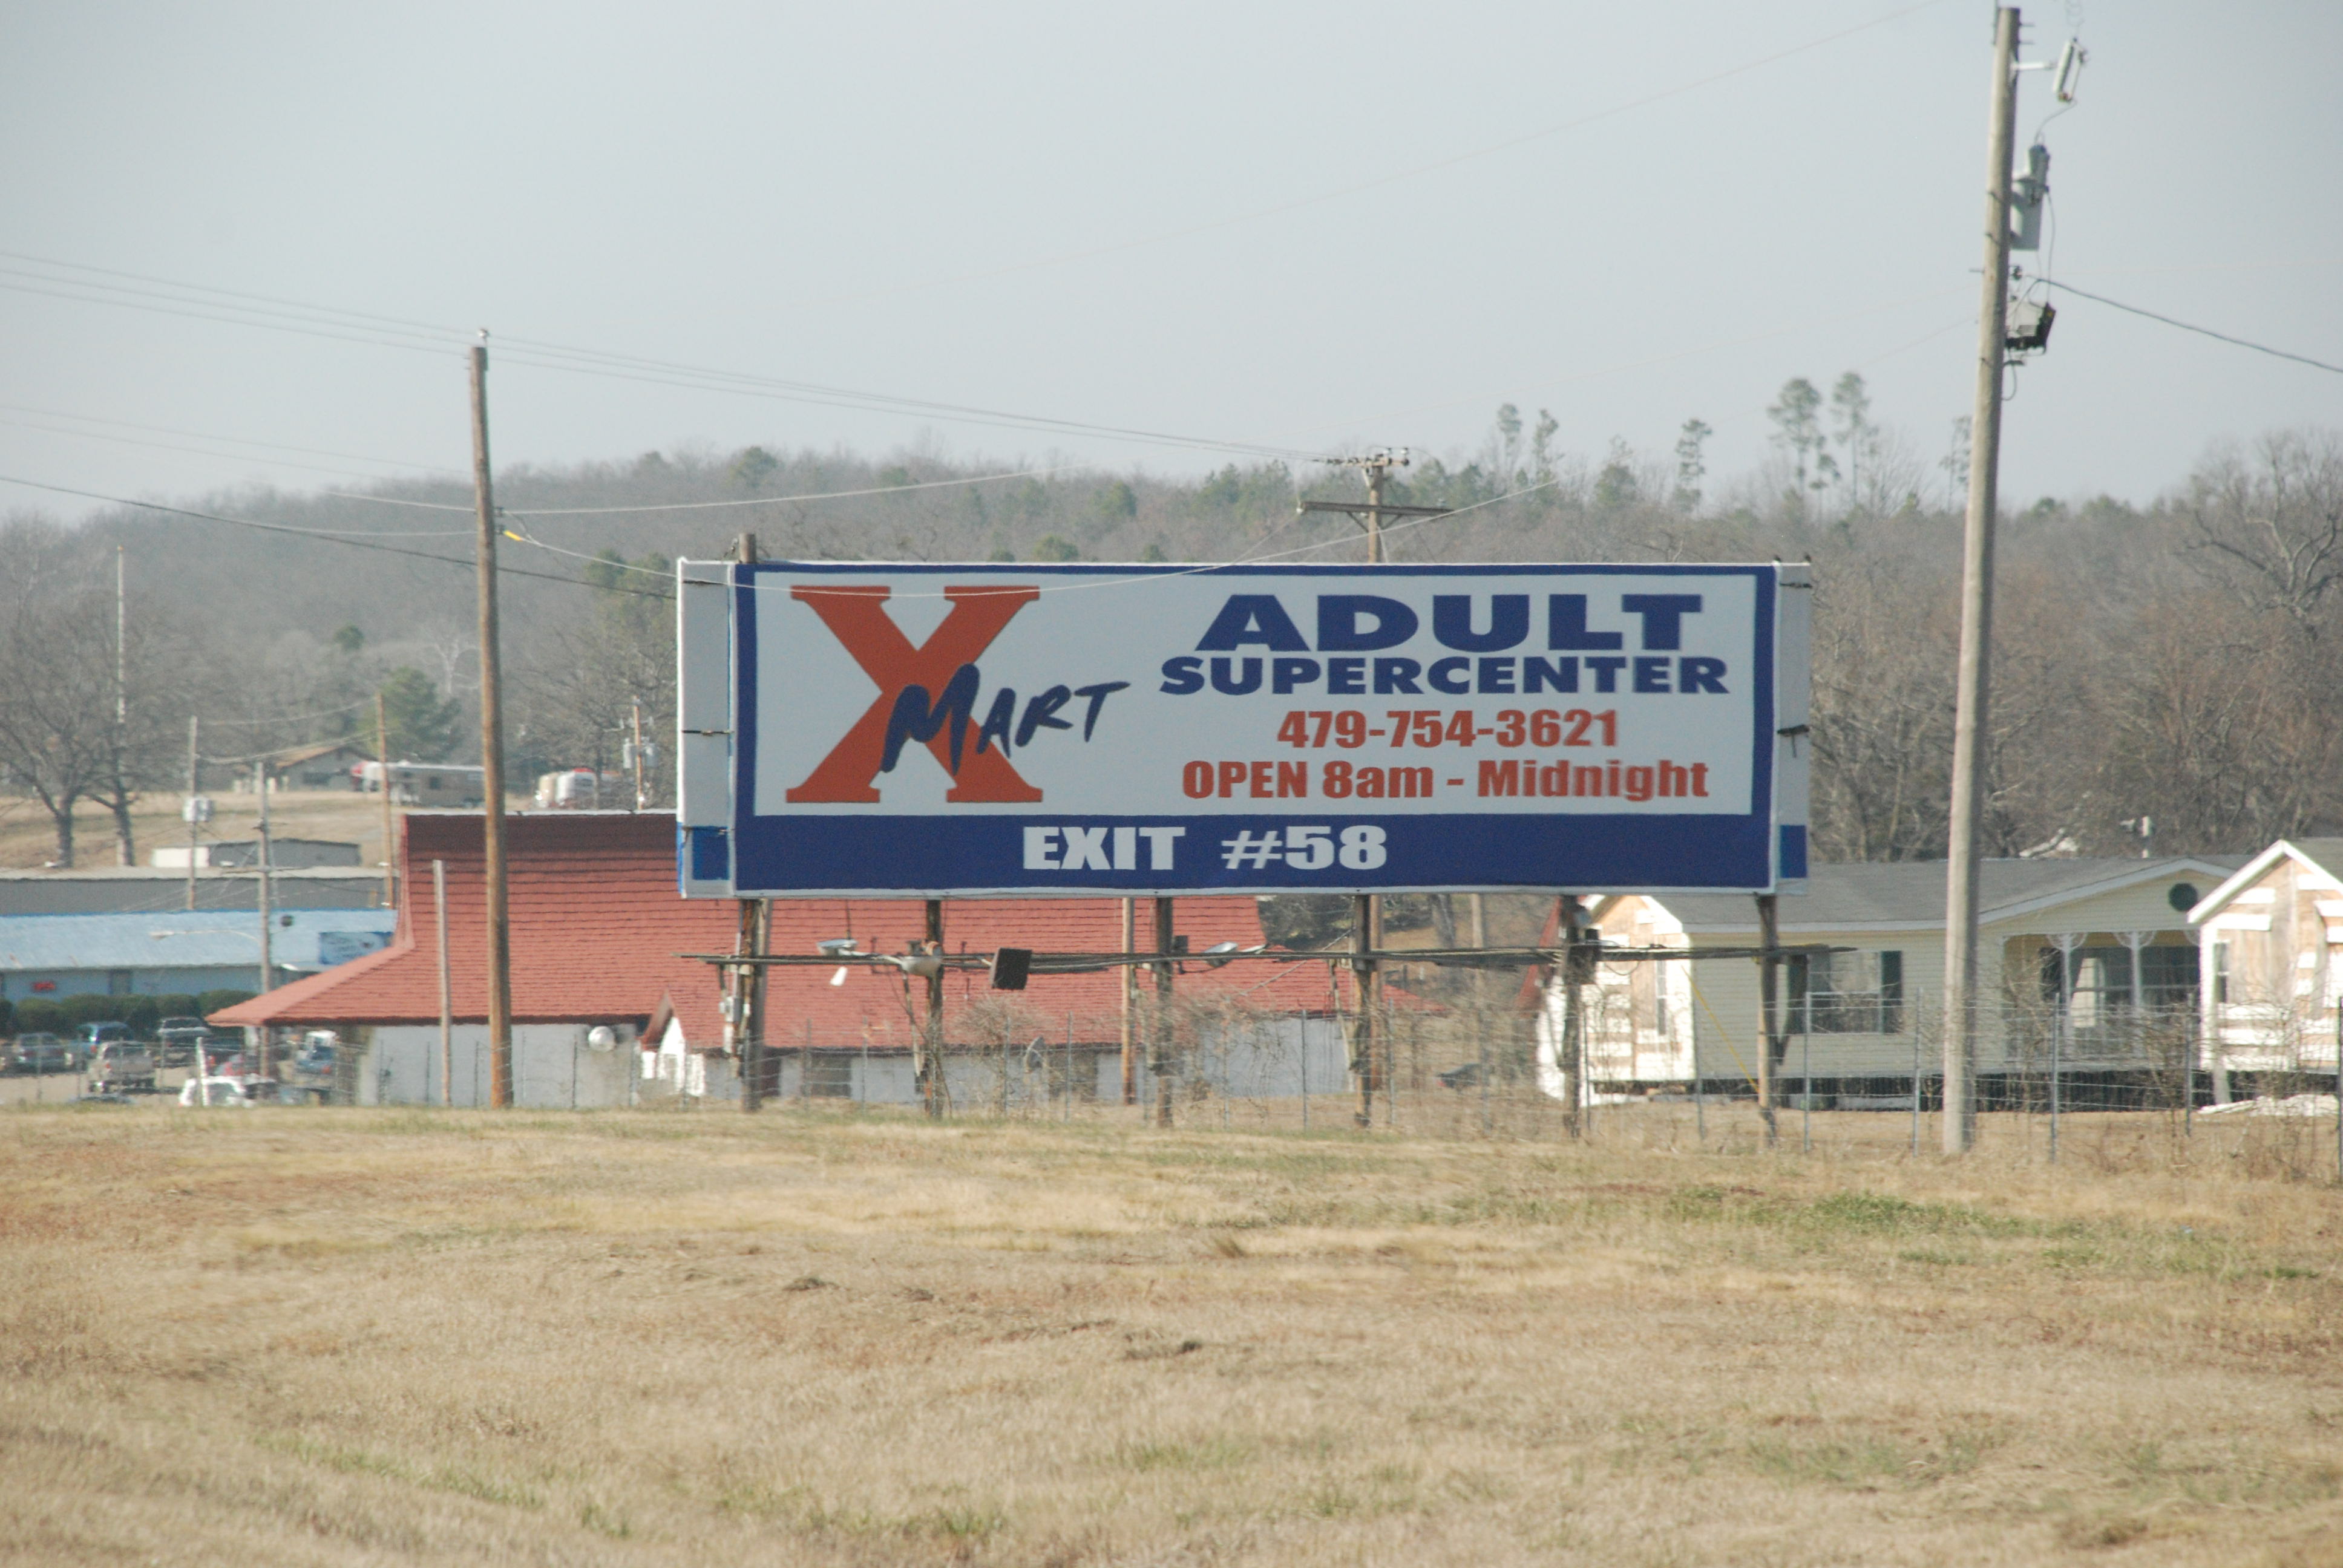 X MART
ADULT
SUPERCENTER
479-754-3621
OPEN 8am - Midnight
EXIT #58